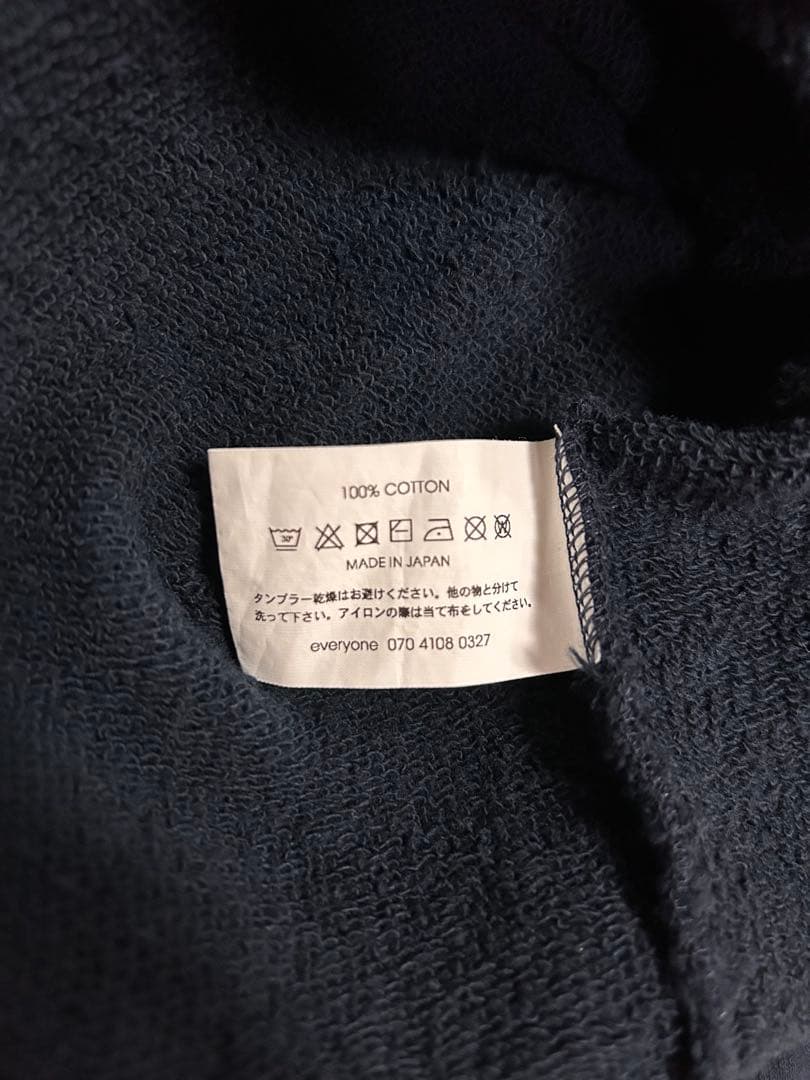 100% COTTON
30°
MADE IN JAPAN
タンブラー乾燥はお避けください。他の物と分けて
洗って下さい。アイロンの際は当て布をしてください。
everyone 070 4108 0327